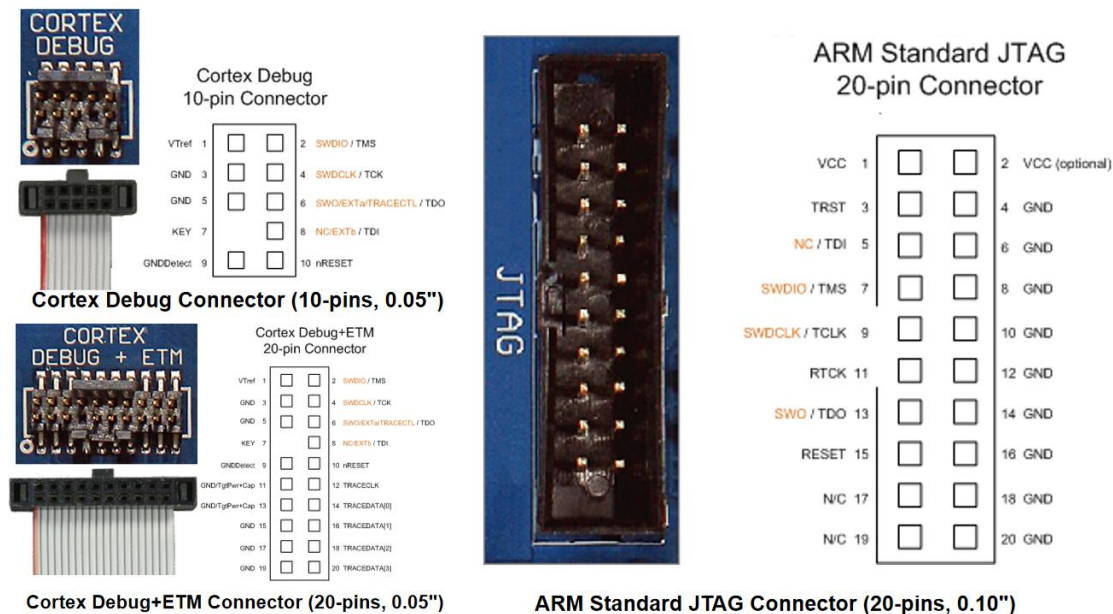 CORTEX
DEBUG
Cortex Debug
10-pin Connector
VTref 1 2 SWDIO / TMS
GND 3 4 SWDCLK / TCK
GND 5 6 SWO/EXTa/TRACECTL / TDO
KEY 7 8 NC/EXTb / TDI
GNDDetect 9 10 nRESET
Cortex Debug Connector (10-pins, 0.05")
CORTEX
DEBUG + ETM
Cortex Debug+ETM
20-pin Connector
VTref 1 2 SWDIO / TMS
GND 3 4 SWDCLK / TCK
GND 5 6 SWO/EXTa/TRACECTL / TDO
KEY 7 8 NC/EXTb / TDI
GNDDetect 9 10 nRESET
GND/TgtPwr+Cap 11 12 TRACECLK
GND/TgtPwr+Cap 13 14 TRACEDATA[0]
GND 15 16 TRACEDATA[1]
GND 17 18 TRACEDATA[2]
GND 19 20 TRACEDATA[3]
Cortex Debug+ETM Connector (20-pins, 0.05")
JTAG
ARM Standard JTAG
20-pin Connector
VCC 1 2 VCC (optional)
TRST 3 4 GND
NC / TDI 5 6 GND
SWDIO / TMS 7 8 GND
SWDCLK / TCLK 9 10 GND
RTCK 11 12 GND
SWO / TDO 13 14 GND
RESET 15 16 GND
N/C 17 18 GND
N/C 19 20 GND
ARM Standard JTAG Connector (20-pins, 0.10")